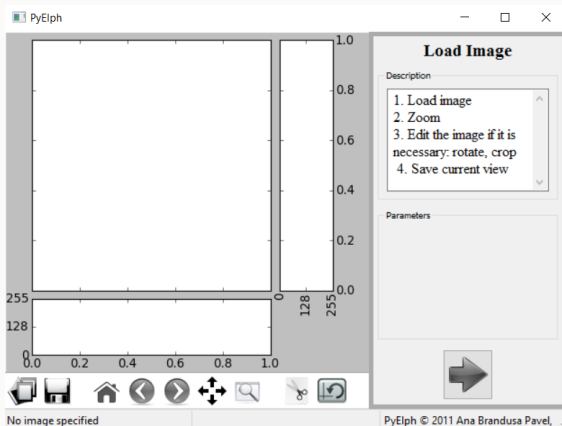 PyElph
Load Image
Description
1. Load image
2. Zoom
3. Edit the image if it is
necessary: rotate, crop
4. Save current view
Parameters
1.0
0.8
0.6
0.4
0.2
0.0
0
128
255
255
128
0
0.0
0.2
0.4
0.6
0.8
1.0
No image specified
PyElph © 2011 Ana Brandusa Pavel,